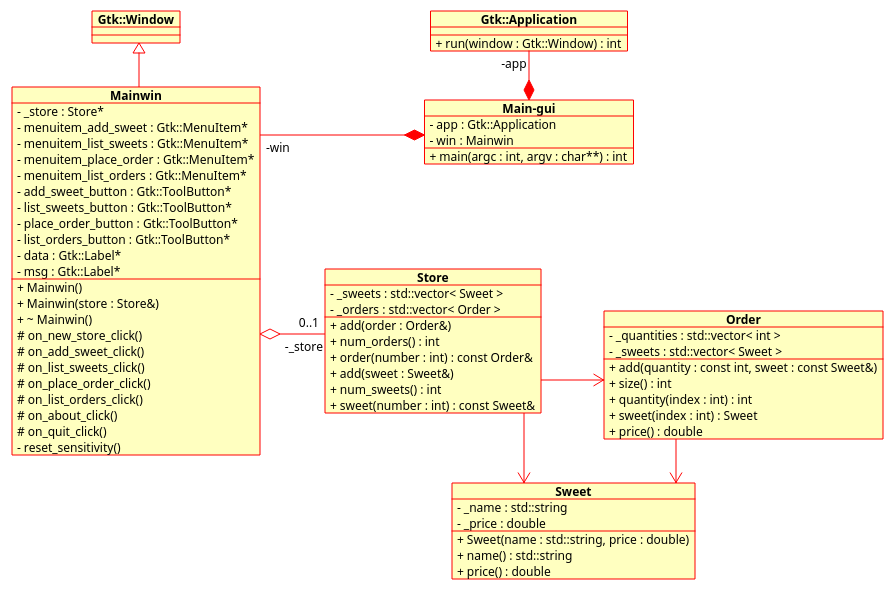 Gtk::Window
Gtk::Application
+ run(window : Gtk::Window) : int
-app
Mainwin
- _store : Store*
- menuitem_add_sweet : Gtk::MenuItem*
- menuitem_list_sweets : Gtk::MenuItem*
- menuitem_place_order : Gtk::MenuItem*
- menuitem_list_orders : Gtk::MenuItem*
- add_sweet_button : Gtk::ToolButton*
- list_sweets_button : Gtk::ToolButton*
- place_order_button : Gtk::ToolButton*
- list_orders_button : Gtk::ToolButton*
- data : Gtk::Label*
- msg : Gtk::Label*
+ Mainwin()
+ Mainwin(store : Store&)
+ ~ Mainwin()
# on_new_store_click()
# on_add_sweet_click()
# on_list_sweets_click()
# on_place_order_click()
# on_list_orders_click()
# on_about_click()
# on_quit_click()
- reset_sensitivity()
-win
Main-gui
- app : Gtk::Application
- win : Mainwin
+ main(argc : int, argv : char**) : int
0..1
-_store
Store
- _sweets : std::vector< Sweet >
- _orders : std::vector< Order >
+ add(order : Order&)
+ num_orders() : int
+ order(number : int) : const Order&
+ add(sweet : Sweet&)
+ num_sweets() : int
+ sweet(number : int) : const Sweet&
Order
- _quantities : std::vector< int >
- _sweets : std::vector< Sweet >
+ add(quantity : const int, sweet : const Sweet&)
+ size() : int
+ quantity(index : int) : int
+ sweet(index : int) : Sweet
+ price() : double
Sweet
- _name : std::string
- _price : double
+ Sweet(name : std::string, price : double)
+ name() : std::string
+ price() : double